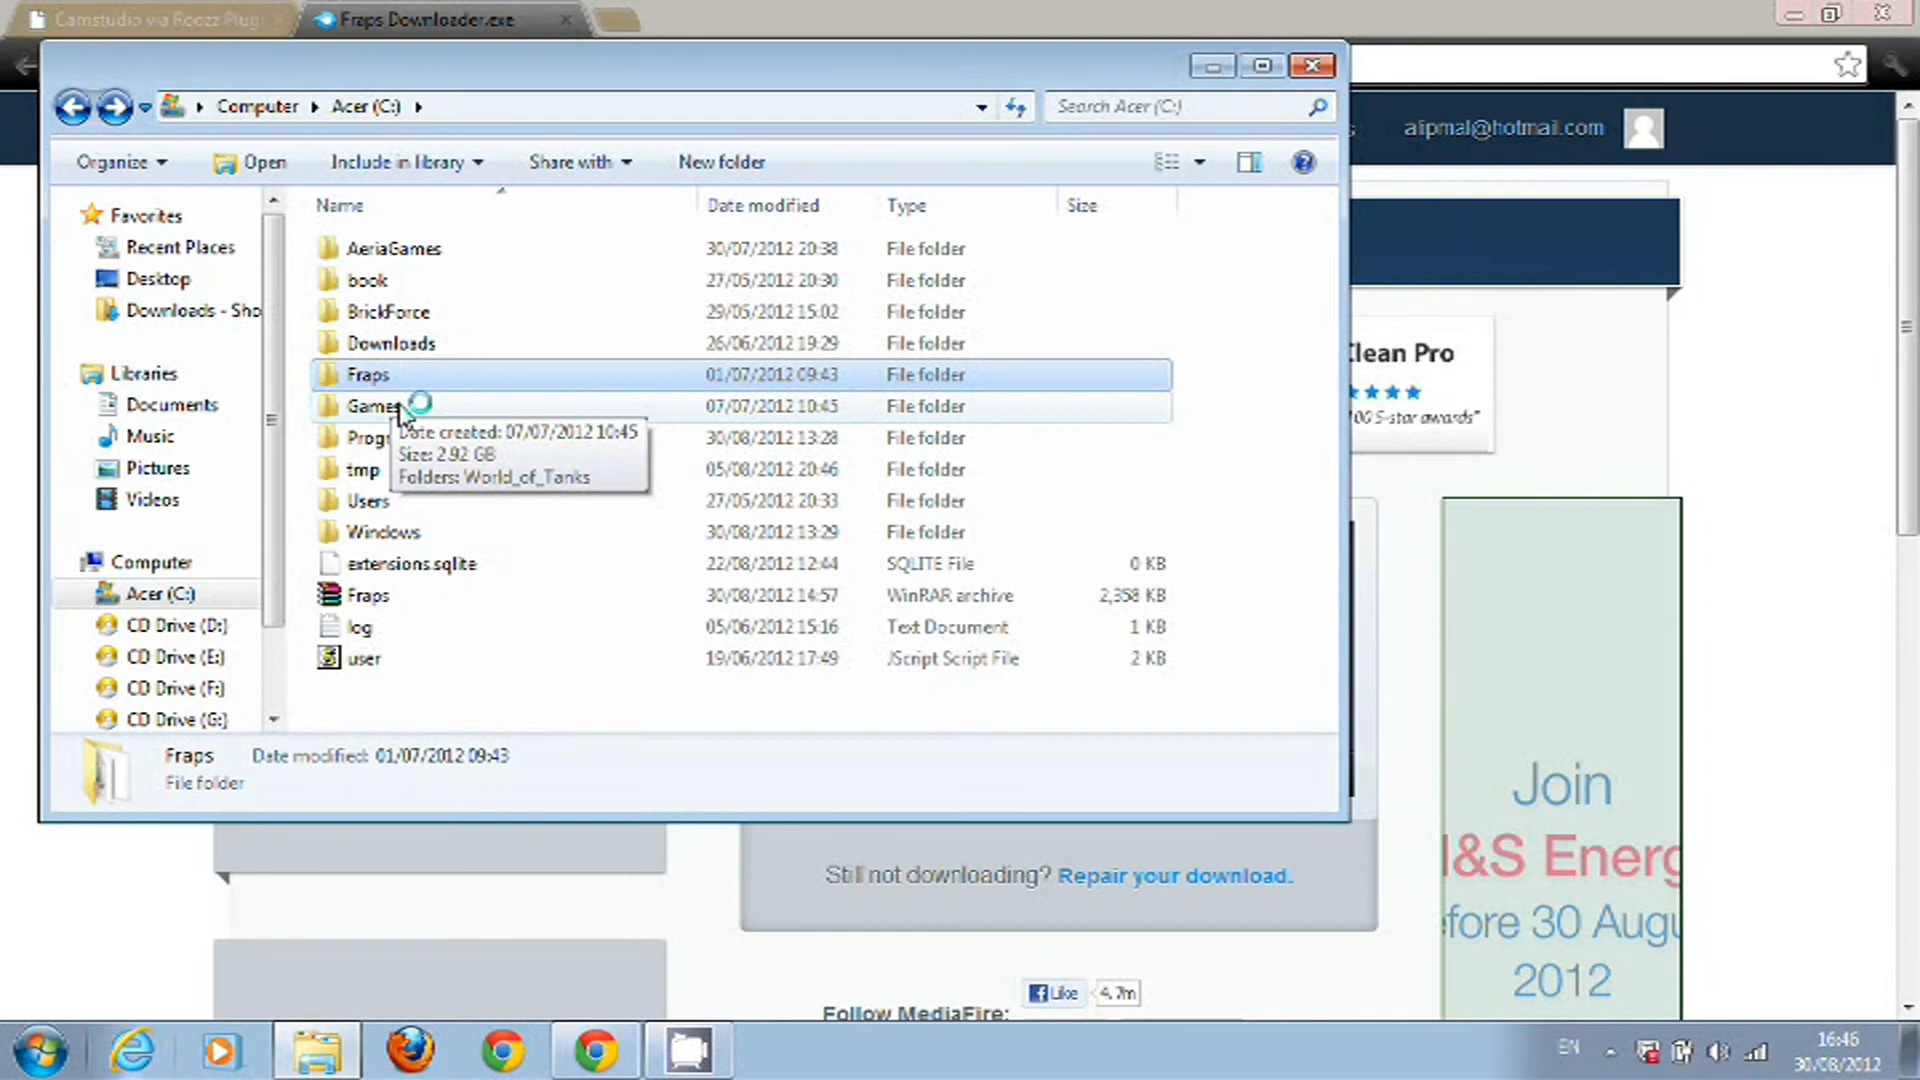 Camstudio via Roozz Plug
Fraps Downloader.exe
Computer
Acer (C:)
Search Acer (C:)
alipmal@hotmail.com
Organize
Open
Include in library
Share with
New folder
Name
Date modified
Type
Size
Favorites
Recent Places
Desktop
Downloads - Sho
Libraries
Documents
Music
Pictures
Videos
Computer
Acer (C:)
CD Drive (D:)
CD Drive (E:)
CD Drive (F:)
CD Drive (G:)
AeriaGames 30/07/2012 20:38 File folder
book 27/05/2012 20:30 File folder
BrickForce 29/05/2012 15:02 File folder
Downloads 26/06/2012 19:29 File folder
Fraps 01/07/2012 09:43 File folder
Games 07/07/2012 10:45 File folder
Progr 30/08/2012 13:28 File folder
tmp 05/08/2012 20:46 File folder
Users 27/05/2012 20:33 File folder
Windows 30/08/2012 13:29 File folder
extensions.sqlite 22/08/2012 12:44 SQLITE File 0 KB
Fraps 30/08/2012 14:57 WinRAR archive 2,358 KB
log 05/06/2012 15:16 Text Document 1 KB
user 19/06/2012 17:49 JScript Script File 2 KB
Date created: 07/07/2012 10:45
Size: 2.92 GB
Folders: World_of_Tanks
Fraps Date modified: 01/07/2012 09:43
File folder
Clean Pro
00 5-star awards"
Still not downloading? Repair your download.
Join
I&S Energ
efore 30 Augu
2012
Follow MediaFire:
Like
4.7m
EN
16:46
30/08/2012